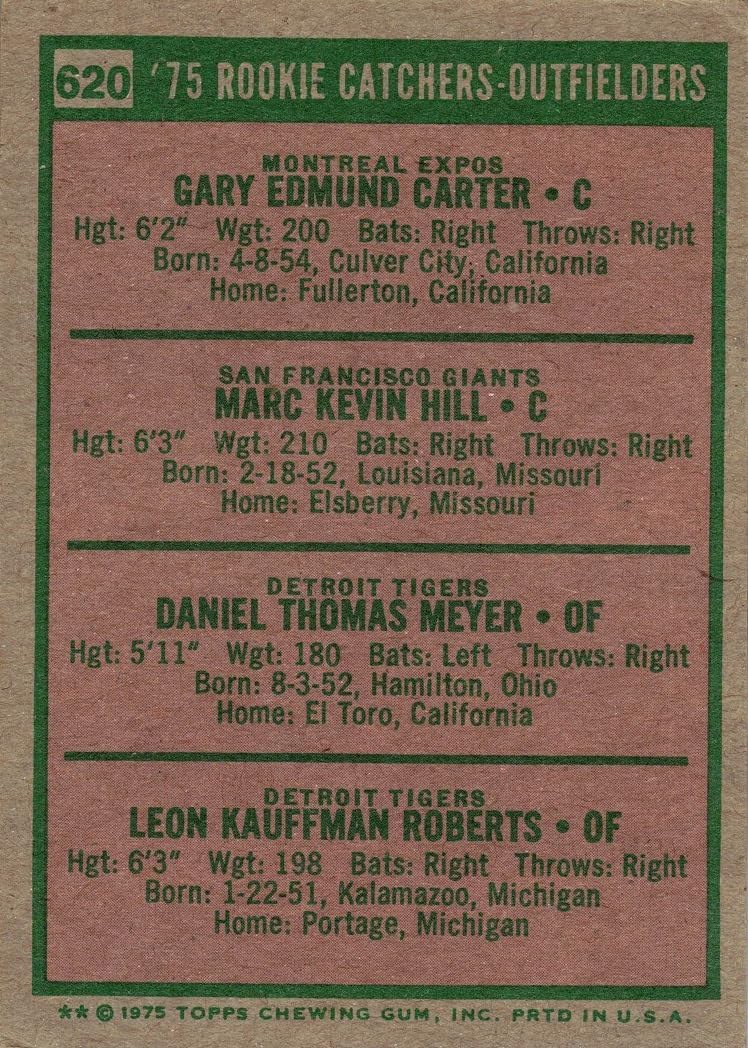 620 '75 ROOKIE CATCHERS-OUTFIELDERS
MONTREAL EXPOS
GARY EDMUND CARTER • C
Hgt: 6'2" Wgt: 200 Bats: Right Throws: Right
Born: 4-8-54, Culver City, California
Home: Fullerton, California
SAN FRANCISCO GIANTS
MARC KEVIN HILL • C
Hgt: 6'3" Wgt: 210 Bats: Right Throws: Right
Born: 2-18-52, Louisiana, Missouri
Home: Elsberry, Missouri
DETROIT TIGERS
DANIEL THOMAS MEYER • OF
Hgt: 5'11" Wgt: 180 Bats: Left Throws: Right
Born: 8-3-52, Hamilton, Ohio
Home: El Toro, California
DETROIT TIGERS
LEON KAUFFMAN ROBERTS • OF
Hgt: 6'3" Wgt: 198 Bats: Right Throws: Right
Born: 1-22-51, Kalamazoo, Michigan
Home: Portage, Michigan
** © 1975 TOPPS CHEWING GUM, INC. PRTD IN U.S.A.